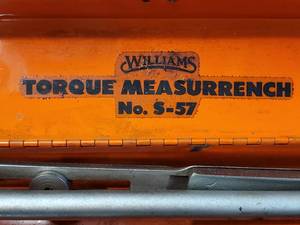 WILLIAMS
TORQUE MEASURRENCH
No. S-57